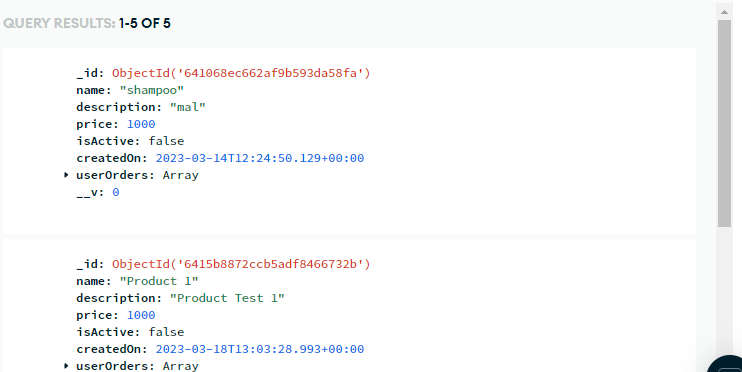 QUERY RESULTS: 1-5 OF 5
_id: ObjectId('641068ec662af9b593da58fa')
name: "shampoo"
description: "mal"
price: 1000
isActive: false
createdOn: 2023-03-14T12:24:50.129+00:00
userOrders: Array
__v: 0
_id: ObjectId('6415b8872ccb5adf8466732b')
name: "Product 1"
description: "Product Test 1"
price: 1000
isActive: false
createdOn: 2023-03-18T13:03:28.993+00:00
userOrders: Array